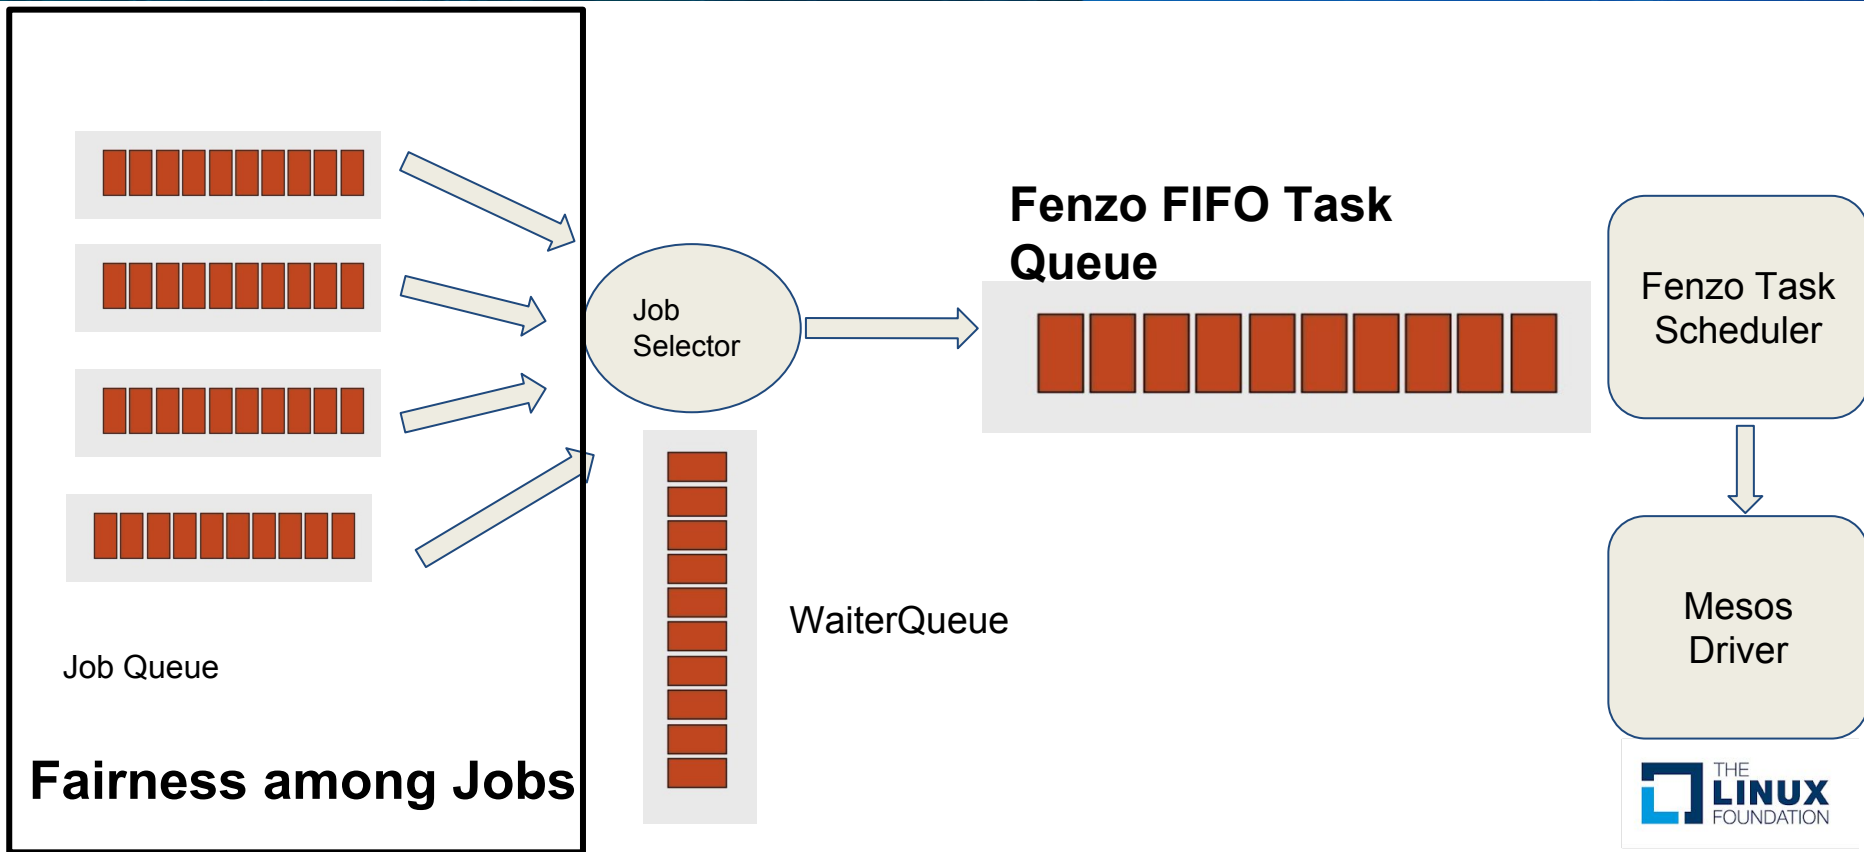 Job Queue
Fairness among Jobs
Job
Selector
WaiterQueue
Fenzo FIFO Task
Queue
Fenzo Task
Scheduler
Mesos
Driver
THE
LINUX
FOUNDATION